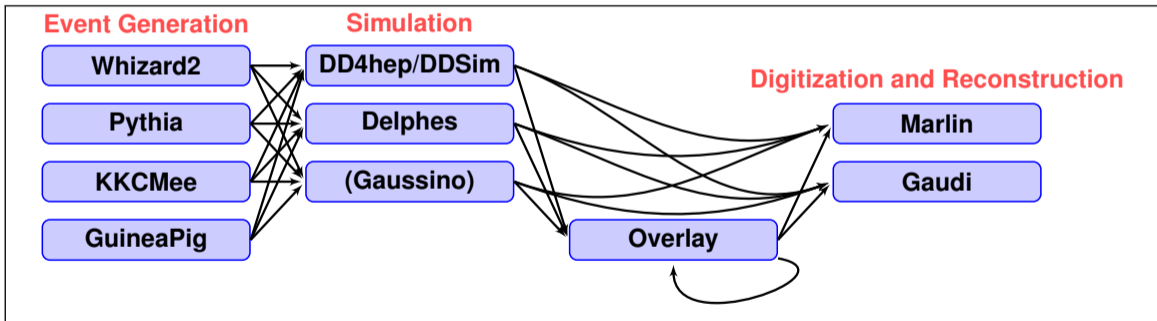 Event Generation
Whizard2
Pythia
KKCMee
GuineaPig
Simulation
DD4hep/DDSim
Delphes
(Gaussino)
Overlay
Digitization and Reconstruction
Marlin
Gaudi